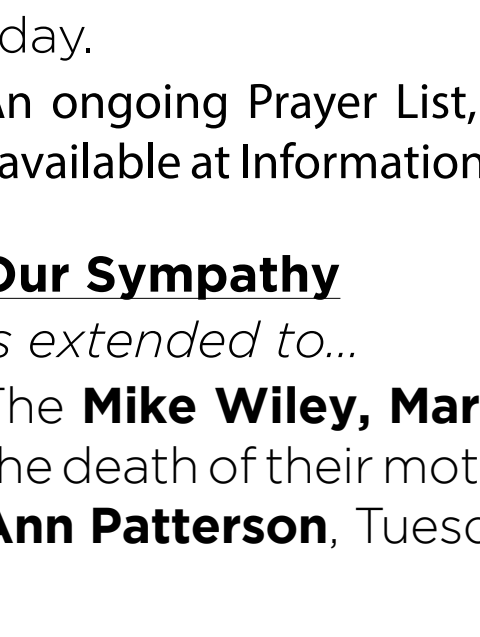 day.
An ongoing Prayer List,
available at Information
Our Sympathy
s extended to...
The Mike Wiley, Mar
he death of their mot
Ann Patterson, Tuesd